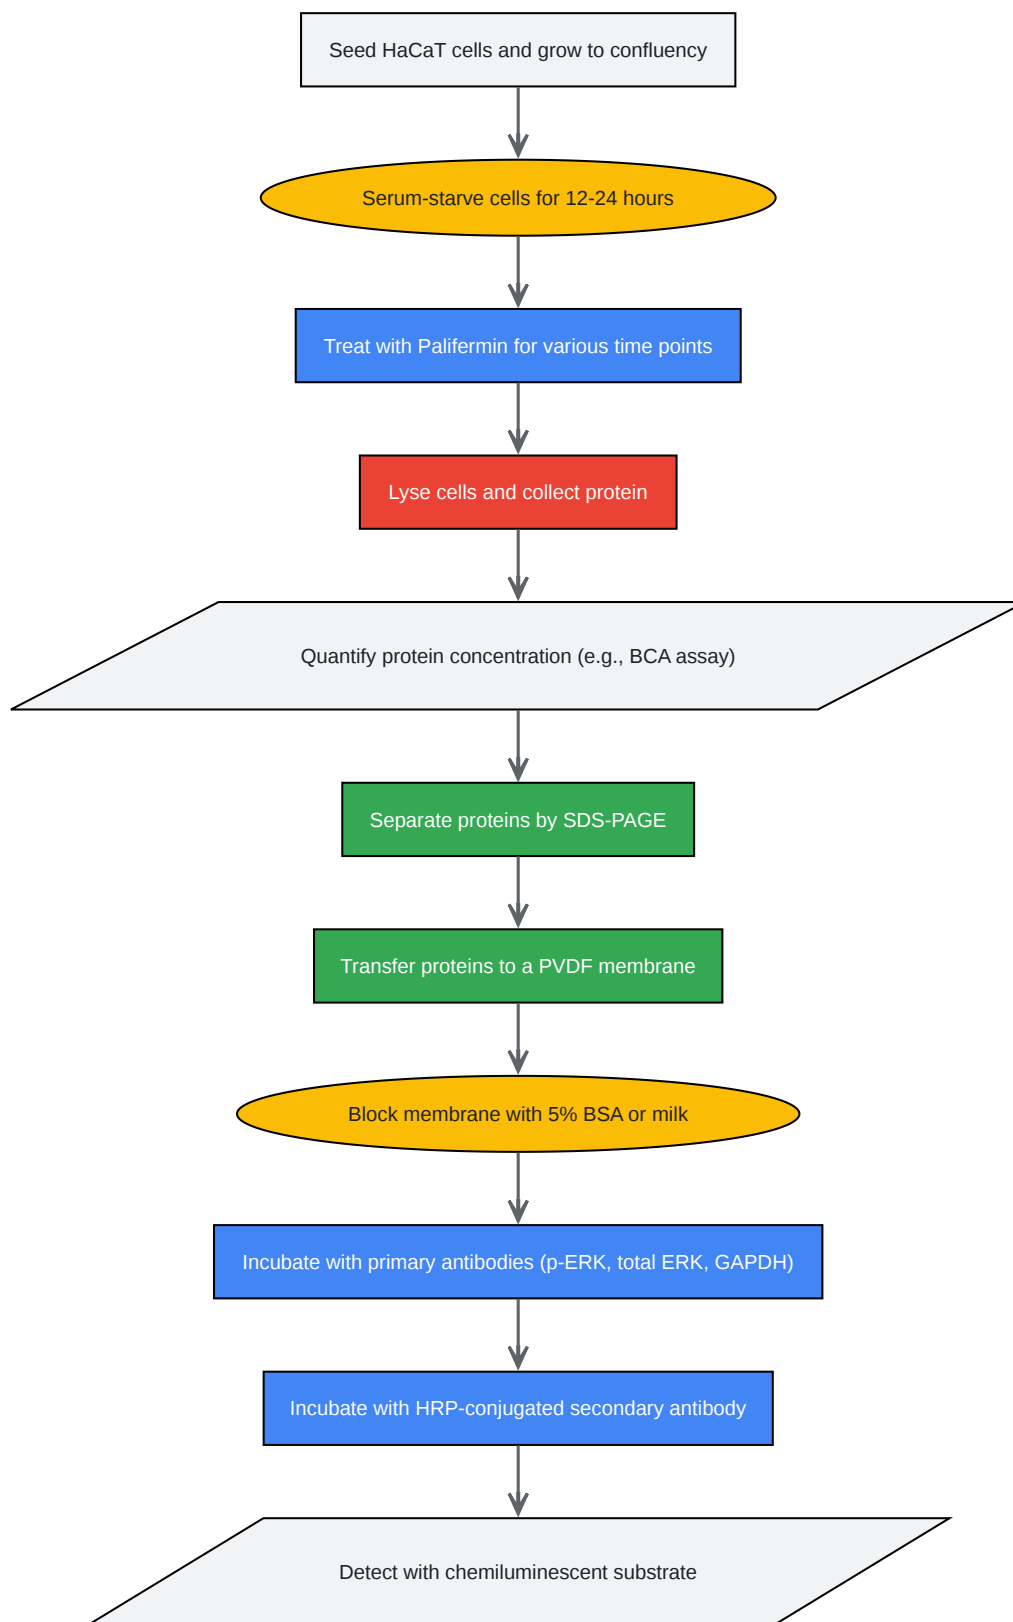 Seed HaCaT cells and grow to confluency
Serum-starve cells for 12-24 hours
Treat with Palifermin for various time points
Lyse cells and collect protein
Quantify protein concentration (e.g., BCA assay)
Separate proteins by SDS-PAGE
Transfer proteins to a PVDF membrane
Block membrane with 5% BSA or milk
Incubate with primary antibodies (p-ERK, total ERK, GAPDH)
Incubate with HRP-conjugated secondary antibody
Detect with chemiluminescent substrate